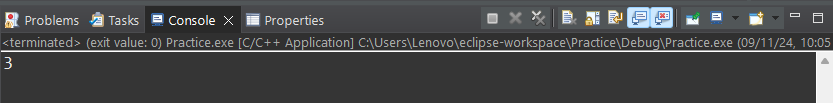 Problems Tasks Console Properties
<terminated> (exit value: 0) Practice.exe [C/C++ Application] C:\Users\Lenovo\eclipse-workspace\Practice\Debug\Practice.exe (09/11/24, 10:05
3